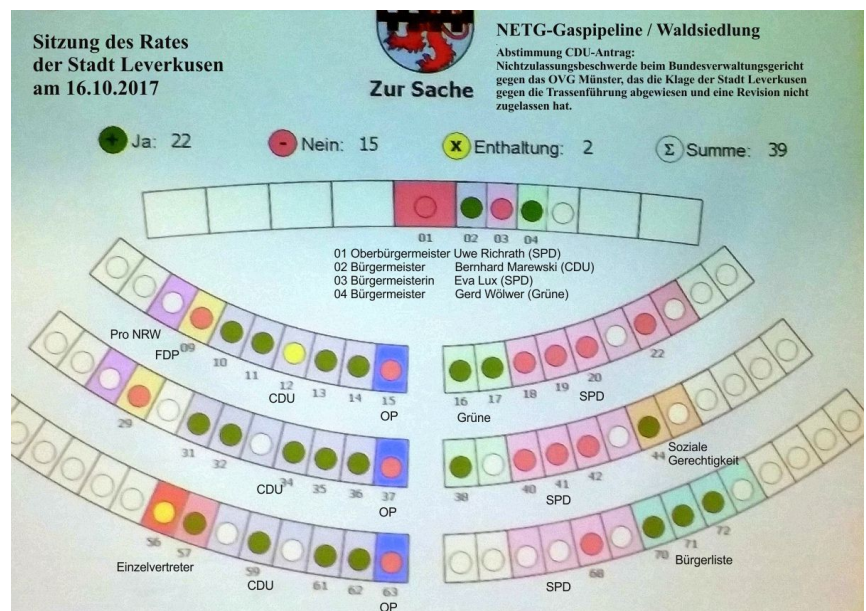 Sitzung des Rates
der Stadt Leverkusen
am 16.10.2017
Zur Sache
NETG-Gaspipeline / Waldsiedlung
Abstimmung CDU-Antrag:
Nichtzulassungsbeschwerde beim Bundesverwaltungsgericht
gegen das OVG Münster, das die Klage der Stadt Leverkusen
gegen die Trassenführung abgewiesen und eine Revision nicht
zugelassen hat.
+ Ja: 22
- Nein: 15
X Enthaltung: 2
Σ Summe: 39
01 02 03 04
01 Oberbürgermeister Uwe Richrath (SPD)
02 Bürgermeister Bernhard Marewski (CDU)
03 Bürgermeisterin Eva Lux (SPD)
04 Bürgermeister Gerd Wölwer (Grüne)
Pro NRW
FDP
09 10 11 12 13 14 15
CDU
OP
16 17 18 19 20 22
Grüne
SPD
29 31 32 34 35 36 37
CDU
OP
38 40 41 42 44
SPD
Soziale
Gerechtigkeit
56 57 59 61 62 63
Einzelvertreter
CDU
OP
68 70 71 72
SPD
Bürgerliste